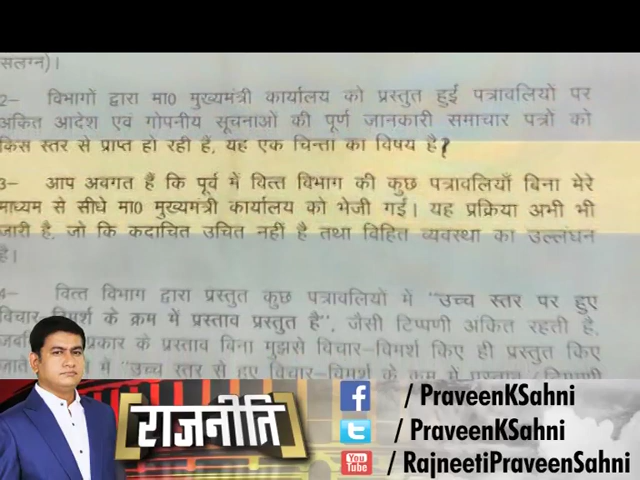 सलग्न)।
2– विभागों द्वारा मा0 मुख्यमंत्री कार्यालय को प्रस्तुत हुई पत्रावलियों पर
अंकित आदेश एवं गोपनीय सूचनाओं की पूर्ण जानकारी समाचार पत्रों को
किस स्तर से प्राप्त हो रही है, यह एक चिन्ता का विषय है?
3– आप अवगत हैं कि पूर्व में वित्त विभाग की कुछ पत्रावलियाँ बिना मेरे
माध्यम से सीधे मा0 मुख्यमंत्री कार्यालय को भेजी गई। यह प्रक्रिया अभी भी
जारी है, जो कि कदाचित उचित नहीं है तथा विहित व्यवस्था का उल्लंघन
है।
4– वित्त विभाग द्वारा प्रस्तुत कुछ पत्रावलियों में "उच्च स्तर पर हुए
विचार-विमर्श के क्रम में प्रस्ताव प्रस्तुत है", जैसी टिप्पणी अंकित रहती है,
के प्रस्ताव बिना मुझसे विचार-विमर्श किए ही प्रस्तुत किए
में "उच्च स्तर से हुए विचार-विमर्श के क्रम में
राजनीति
/ PraveenKSahni
/ PraveenKSahni
You Tube / RajneetiPraveenSahni